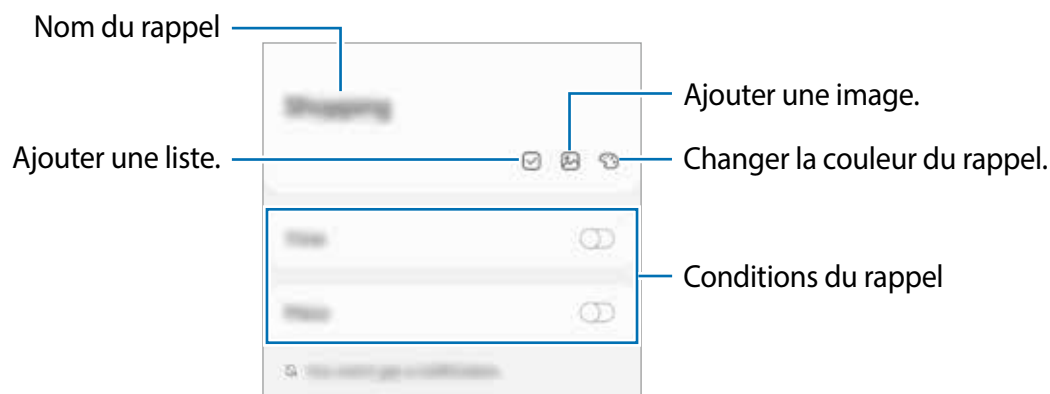 Nom du rappel
Ajouter une image.
Ajouter une liste.
Changer la couleur du rappel.
Conditions du rappel